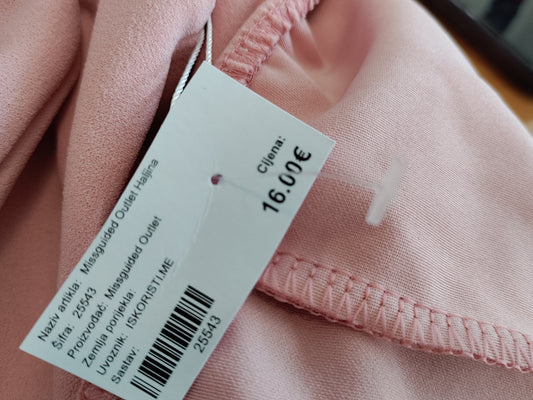 Naziv artikla: Missguided Outlet Haljina
Šifra: 25543
Proizvođač: Missguided Outlet
Zemlja porijekla:
Uvoznik: ISKORISTI.ME
Sastav:
25543
Cijena:
16.00€